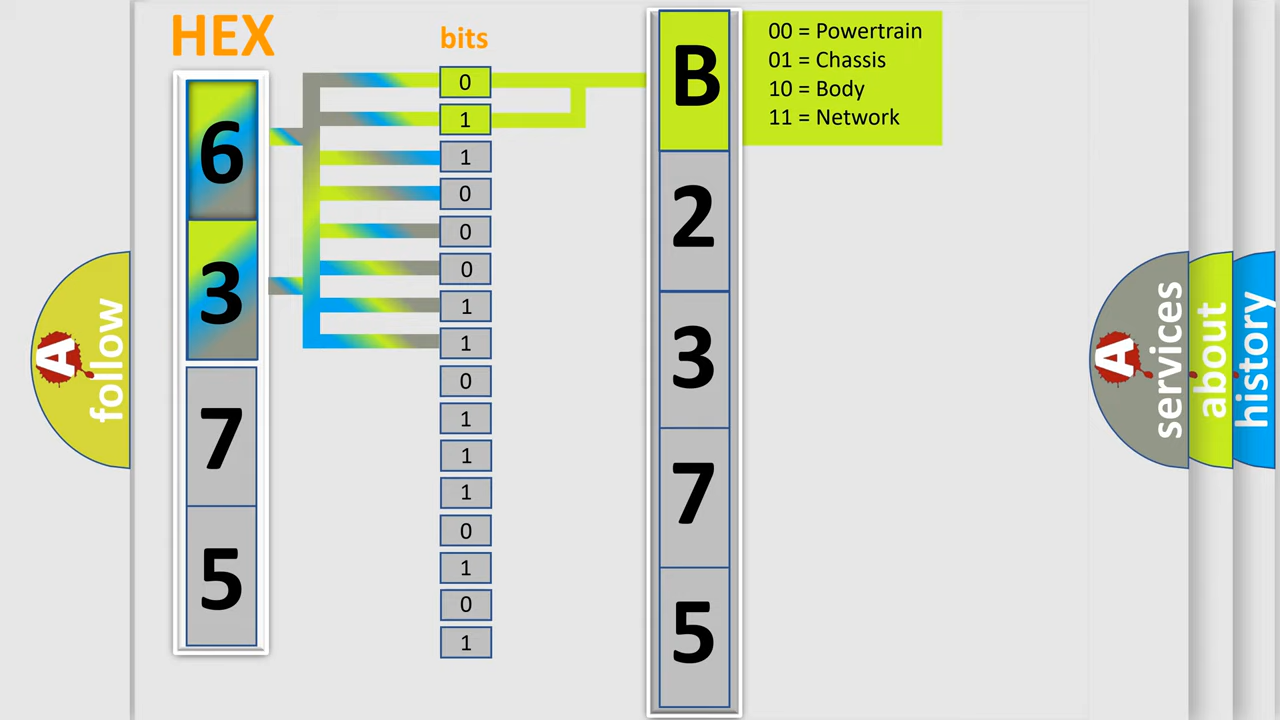 HEX
bits
6
3
7
5
0
1
1
0
0
0
1
1
0
1
1
1
0
1
0
1
B
2
3
7
5
00 = Powertrain
01 = Chassis
10 = Body
11 = Network
A
follow
A
services
about
history